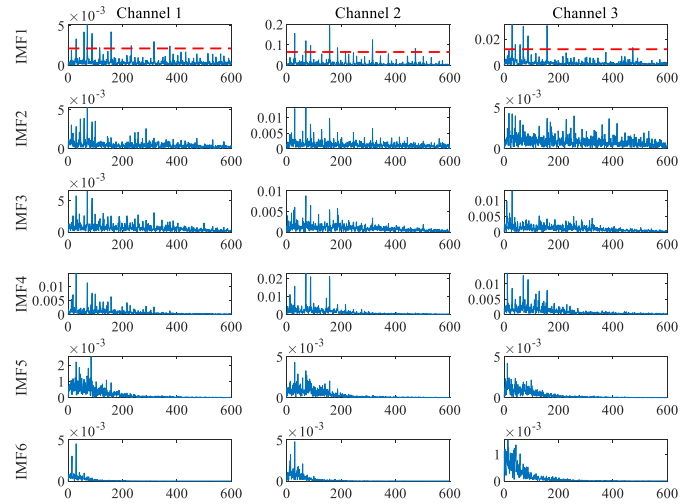 Channel 1 Channel 2 Channel 3
×10⁻³
IMF1 5 0 0 200 400 600
0.2 0.1 0 0 200 400 600
0.02 0 0 200 400 600
×10⁻³ ×10⁻³
IMF2 5 0 0 200 400 600
0.01 0.005 0 0 200 400 600
5 0 0 200 400 600
×10⁻³
IMF3 5 0 0 200 400 600
0.01 0.005 0 0 200 400 600
0.01 0.005 0 0 200 400 600
IMF4 0.01 0.005 0 0 200 400 600
0.02 0.01 0 0 200 400 600
0.01 0.005 0 0 200 400 600
×10⁻³ ×10⁻³ ×10⁻³
IMF5 2 1 0 0 200 400 600
5 0 0 200 400 600
5 0 0 200 400 600
×10⁻³ ×10⁻³ ×10⁻³
IMF6 5 0 0 200 400 600
5 0 0 200 400 600
1 0 0 200 400 600